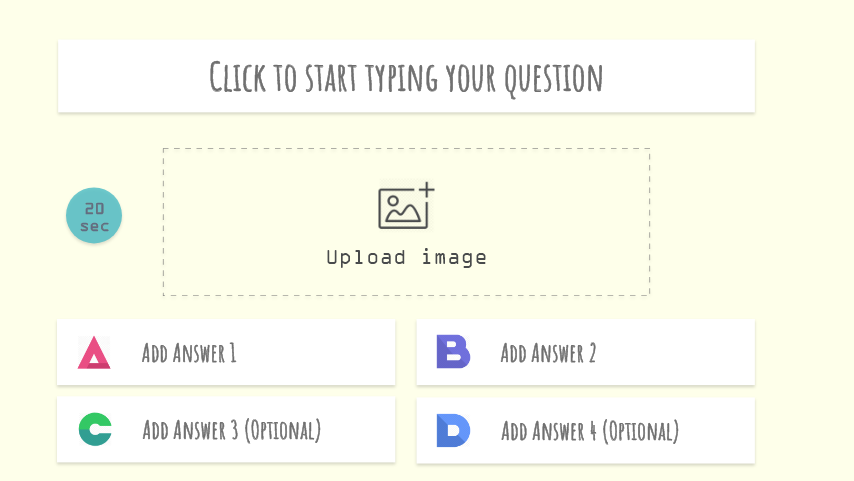 Click to start typing your question
20
sec
Upload image
A Add Answer 1
B Add Answer 2
C Add Answer 3 (Optional)
D Add Answer 4 (Optional)